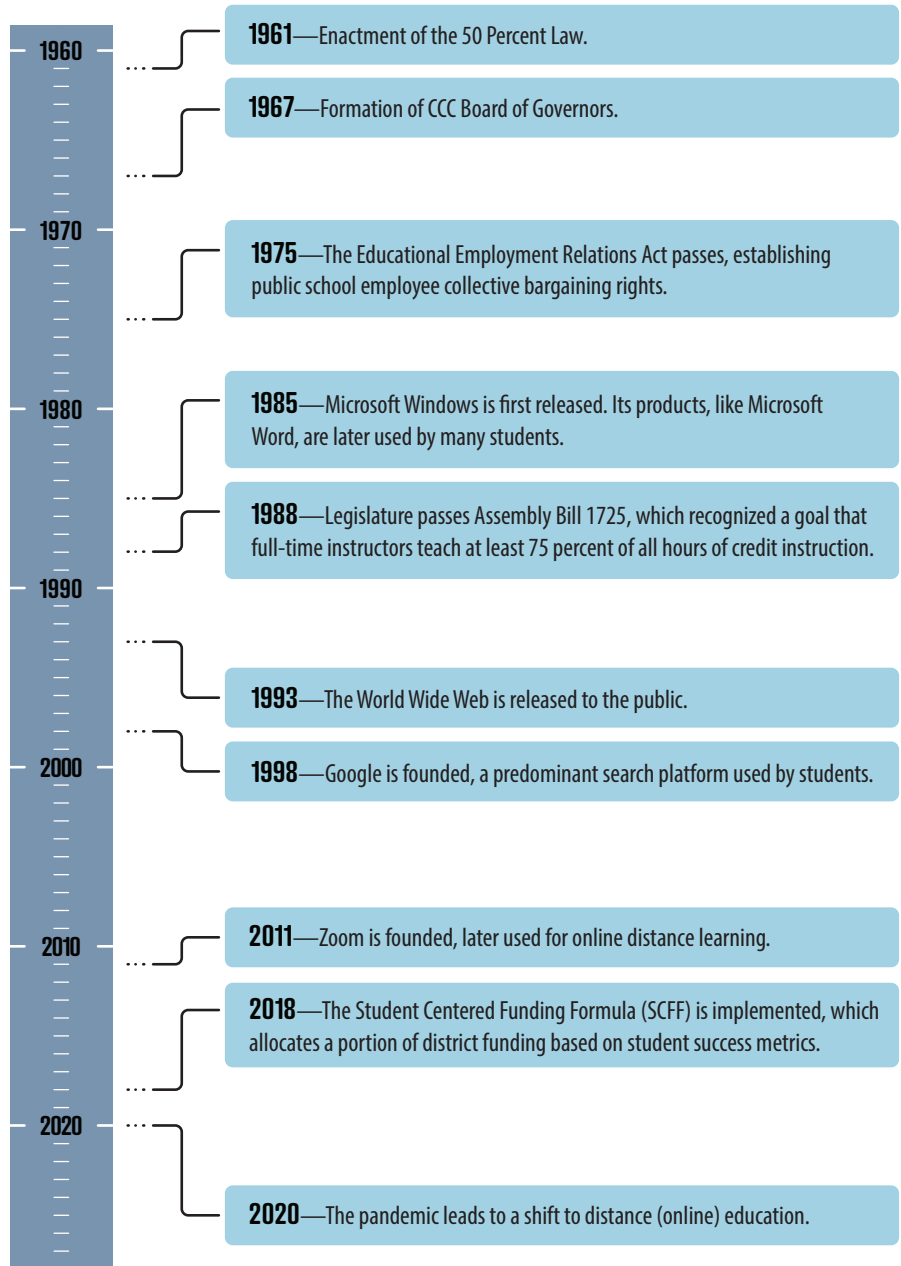 1960
1970
1980
1990
2000
2010
2020
1961—Enactment of the 50 Percent Law.
1967—Formation of CCC Board of Governors.
1975—The Educational Employment Relations Act passes, establishing
public school employee collective bargaining rights.
1985—Microsoft Windows is first released. Its products, like Microsoft
Word, are later used by many students.
1988—Legislature passes Assembly Bill 1725, which recognized a goal that
full-time instructors teach at least 75 percent of all hours of credit instruction.
1993—The World Wide Web is released to the public.
1998—Google is founded, a predominant search platform used by students.
2011—Zoom is founded, later used for online distance learning.
2018—The Student Centered Funding Formula (SCFF) is implemented, which
allocates a portion of district funding based on student success metrics.
2020—The pandemic leads to a shift to distance (online) education.